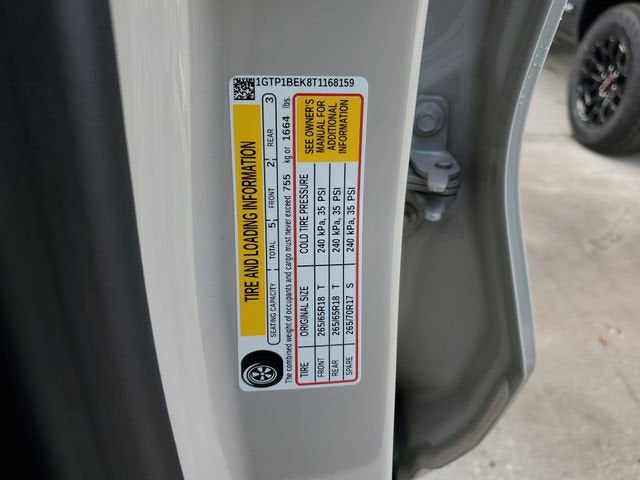 1GTP1BEK8T1168159
TIRE AND LOADING INFORMATION
SEATING CAPACITY TOTAL 5 FRONT 2 REAR 3
The combined weight of occupants and cargo must never exceed 755 kg or 1664 lbs.
TIRE ORIGINAL SIZE COLD TIRE PRESSURE
FRONT 265/65R18 T 240 kPa, 35 PSI
REAR 265/65R18 T 240 kPa, 35 PSI
SPARE 265/70R17 S 240 kPa, 35 PSI
SEE OWNER'S
MANUAL FOR
ADDITIONAL
INFORMATION